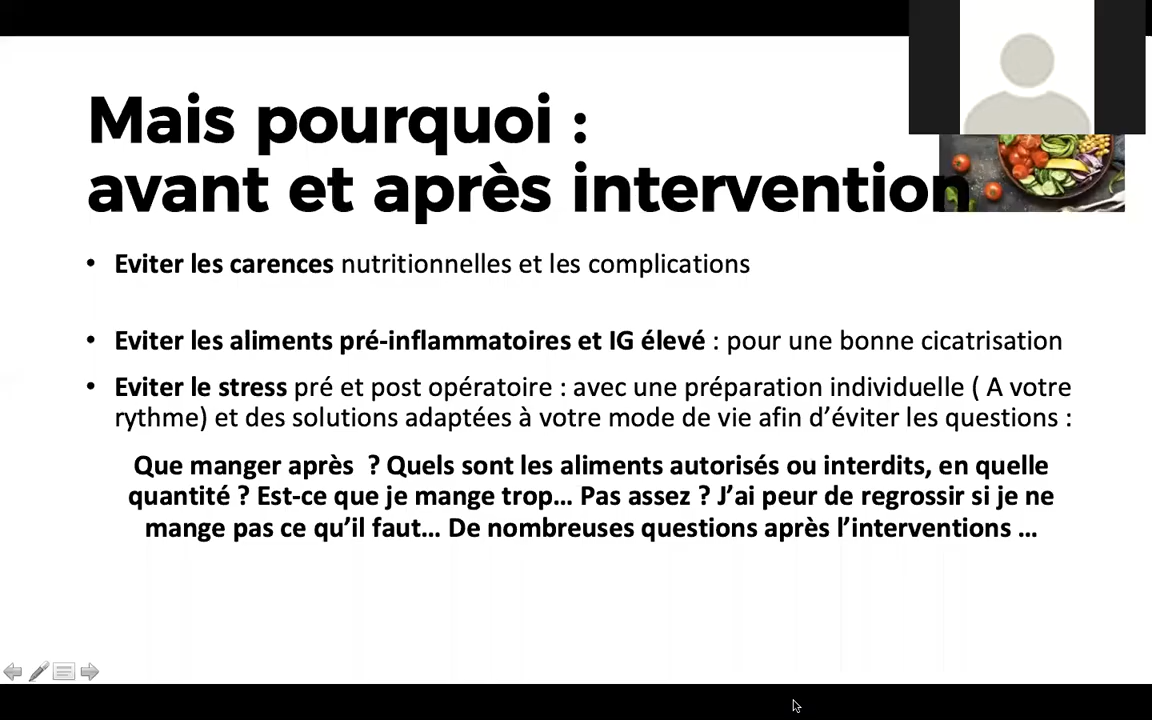 Mais pourquoi :
avant et après intervention
• Eviter les carences nutritionnelles et les complications
• Eviter les aliments pré-inflammatoires et IG élevé : pour une bonne cicatrisation
• Eviter le stress pré et post opératoire : avec une préparation individuelle ( A votre
rythme) et des solutions adaptées à votre mode de vie afin d’éviter les questions :
Que manger après ? Quels sont les aliments autorisés ou interdits, en quelle
quantité ? Est-ce que je mange trop… Pas assez ? J’ai peur de regrossir si je ne
mange pas ce qu’il faut… De nombreuses questions après l’interventions …